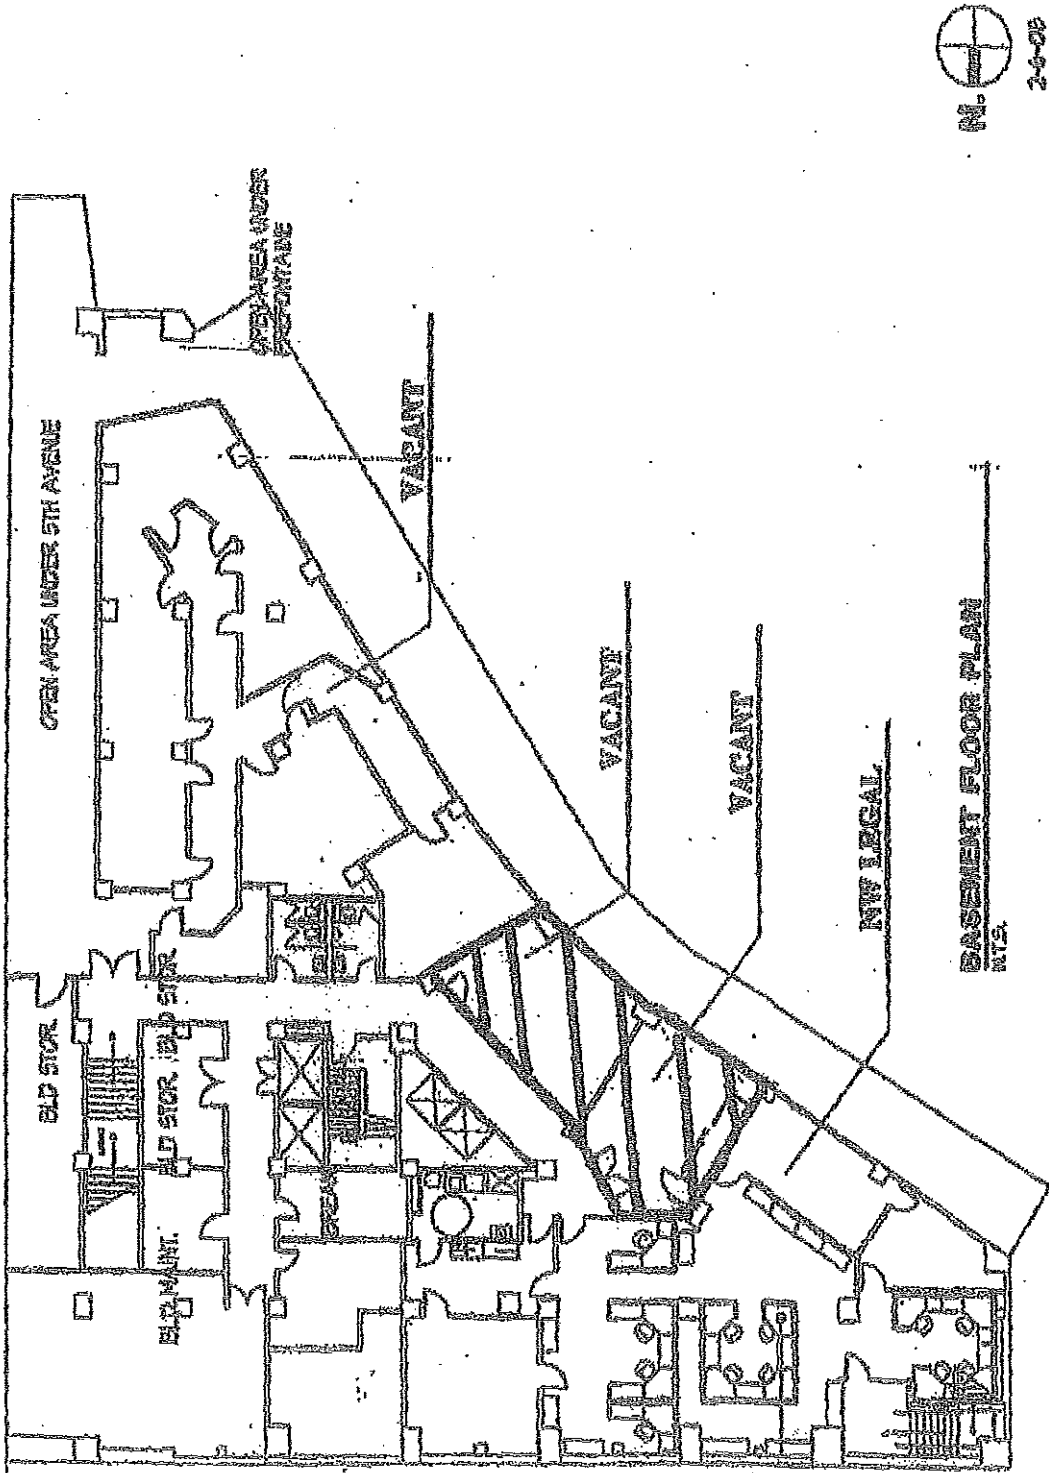 OPEN AREA UNDER 5TH AVENUE
OPEN AREA UNDER
PREFONTAINE
VACANT
VACANT
VACANT
NW LEGAL
BASEMENT FLOOR PLAN
N.T.S.
BLD STOR
BLD STOR
BLD STOR
BLD. MAINT.
N.
2-6-08